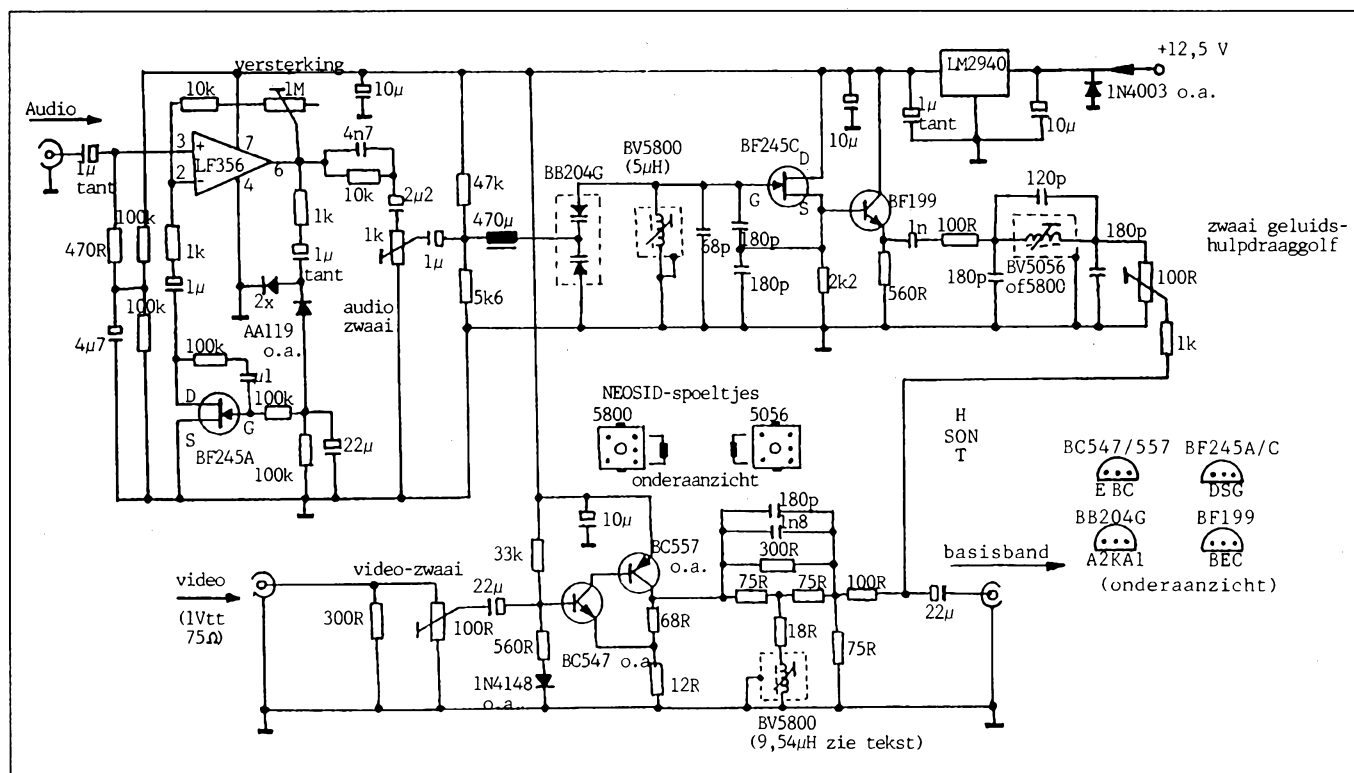 +12,5 V
LM2940
1N4003 o.a.
versterking
10k
1M
10µ
1µ
tant
10µ
10µ
Audio
3
+
7
LF356
2
-
4
6
4n7
10k
1µ
tant
BB204G
BV5800
(5µH)
BF245C
D
G
S
BF199
120p
47k
2µ2
470µ
1k
1k
1µ
68p
180p
1n
100R
180p
zwaai geluids-
hulpdraaggolf
100R
BV5056
of5800
180p
100k
470R
1k
1µ
tant
180p
2k2
560R
1µ
2x
5k6
audio
zwaai
1k
100k
AA119
o.a.
4µ7
100k
µ1
D
100k
S
G
BF245A
100k
22µ
NEOSID-spoeltjes
5800
5056
onderaanzicht
H
SON
T
BC547/557
E BC
BF245A/C
DSG
BB204G
A2KA1
BF199
BEC
(onderaanzicht)
180p
1n8
10µ
33k
BC557
o.a.
300R
basisband
video
(1Vtt
75Ω)
video-zwaai
22µ
75R
75R
100R
22µ
300R
100R
68R
560R
18R
75R
BC547 o.a
1N4148
o.a.
12R
BV5800
(9,54µH zie tekst)